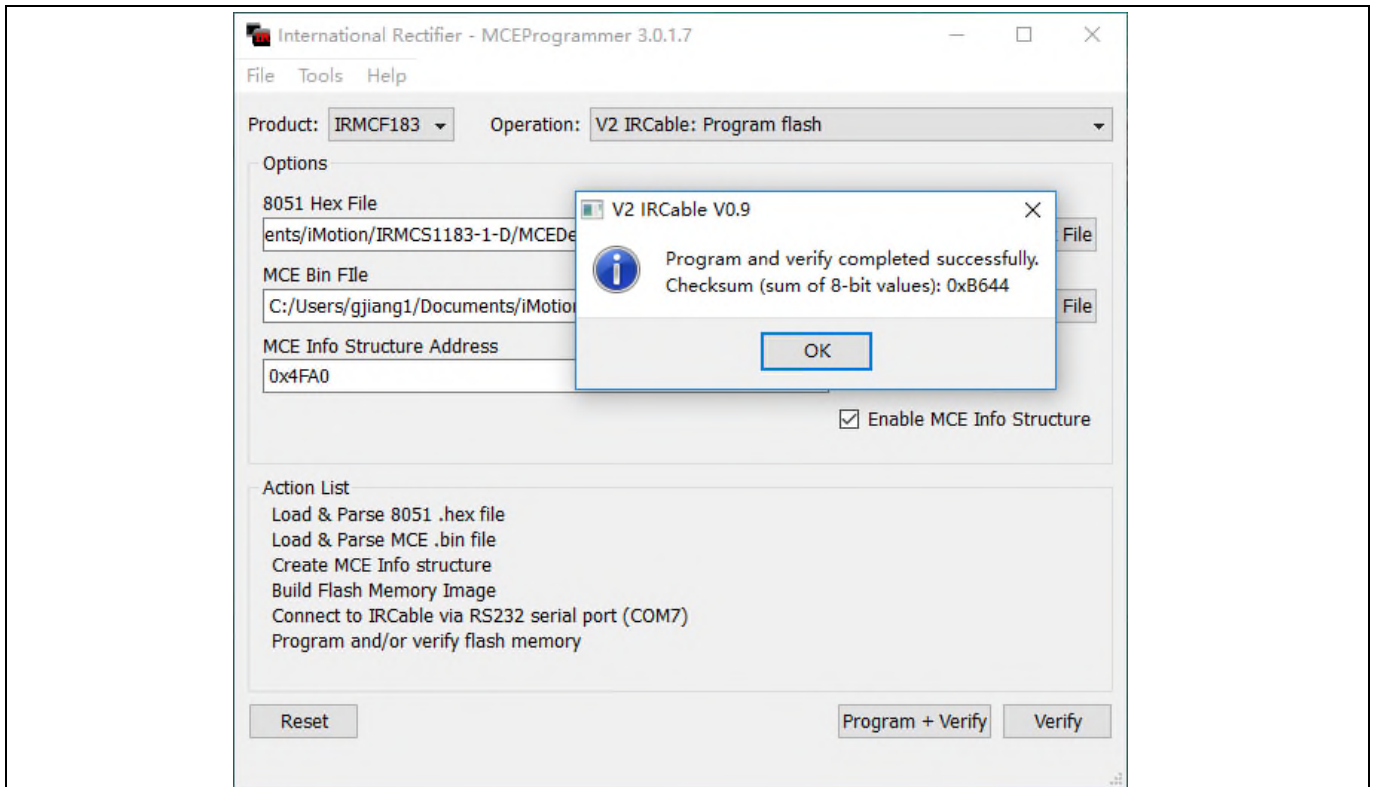 International Rectifier - MCEProgrammer 3.0.1.7
File Tools Help
Product: IRMCF183 Operation: V2 IRCable: Program flash
Options
8051 Hex File
ents/iMotion/IRMCS1183-1-D/MCEDe
File
MCE Bin FIle
C:/Users/gjiang1/Documents/iMotion
File
MCE Info Structure Address
0x4FA0
Enable MCE Info Structure
V2 IRCable V0.9
Program and verify completed successfully.
Checksum (sum of 8-bit values): 0xB644
OK
Action List
Load & Parse 8051 .hex file
Load & Parse MCE .bin file
Create MCE Info structure
Build Flash Memory Image
Connect to IRCable via RS232 serial port (COM7)
Program and/or verify flash memory
Reset Program + Verify Verify